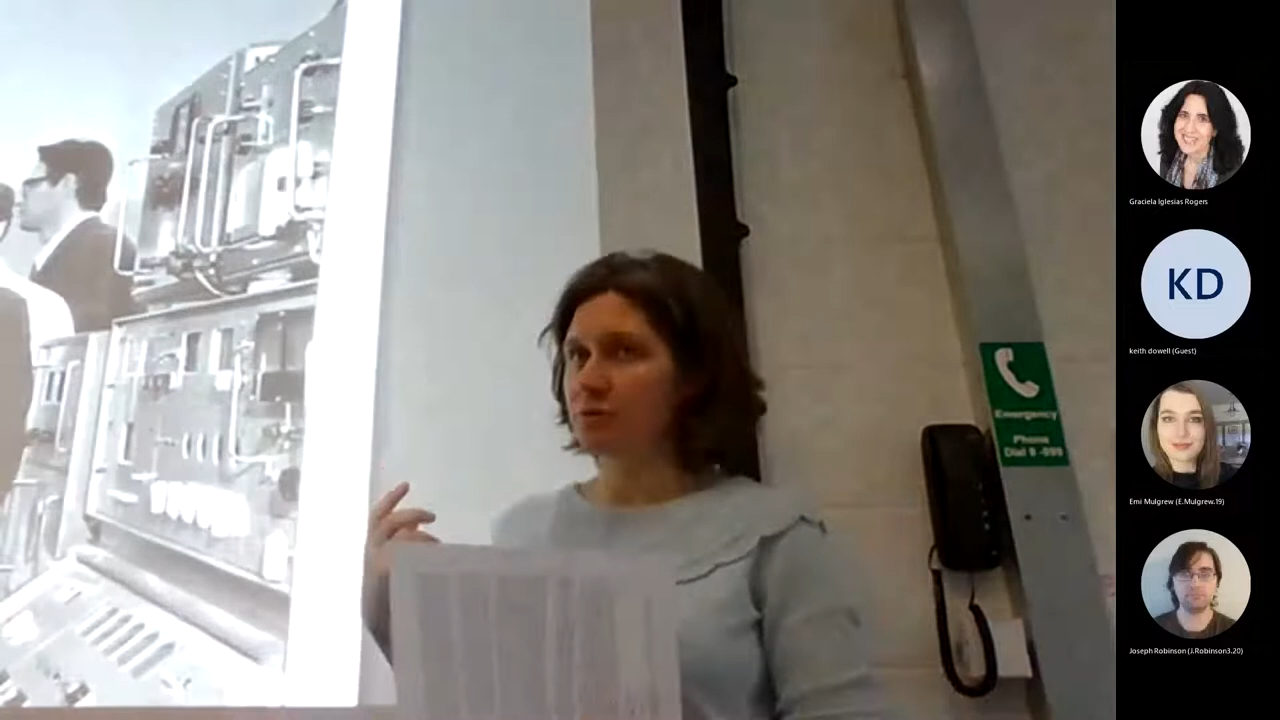 Emergency
Phone
Dial 9 -999
Graciela Iglesias Rogers
KD
keith dowell (Guest)
Emi Mulgrew (E.Mulgrew.19)
Joseph Robinson (J.Robinson3.20)